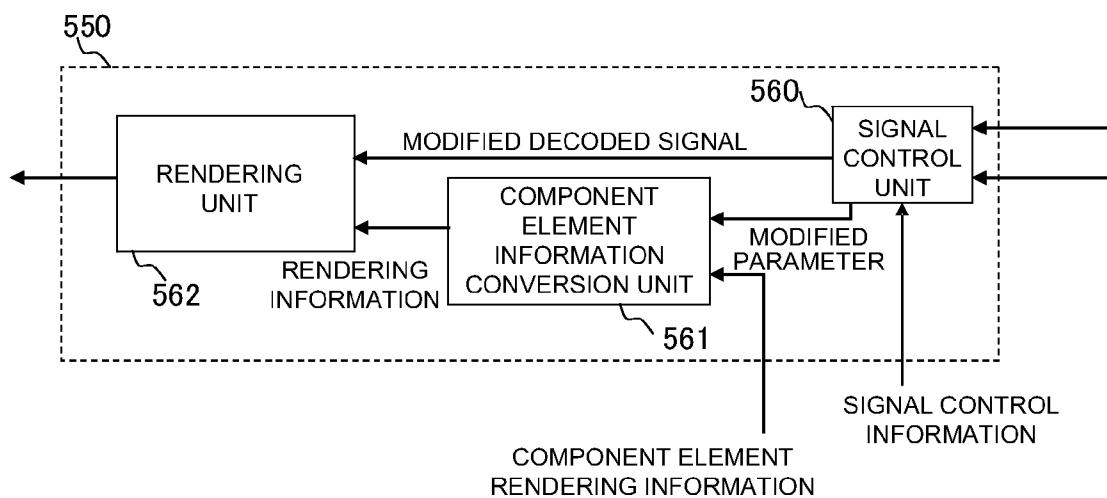 550
560
SIGNAL
CONTROL
UNIT
MODIFIED DECODED SIGNAL
RENDERING
UNIT
COMPONENT
ELEMENT
INFORMATION
CONVERSION UNIT
MODIFIED
PARAMETER
RENDERING
INFORMATION
562
561
SIGNAL CONTROL
INFORMATION
COMPONENT ELEMENT
RENDERING INFORMATION